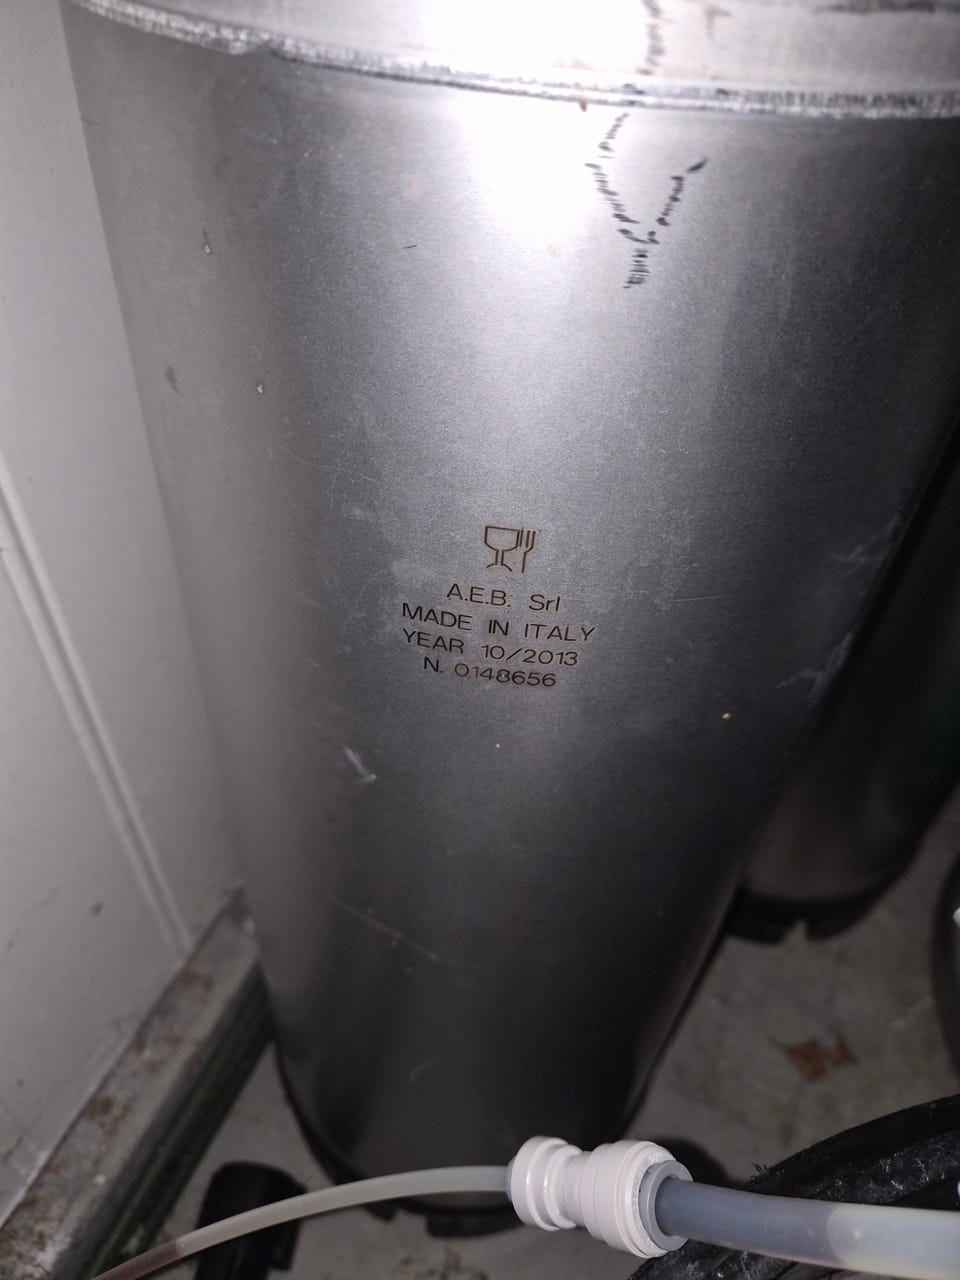 A.E.B. Srl
MADE IN ITALY
YEAR 10/2013
N. 0148656